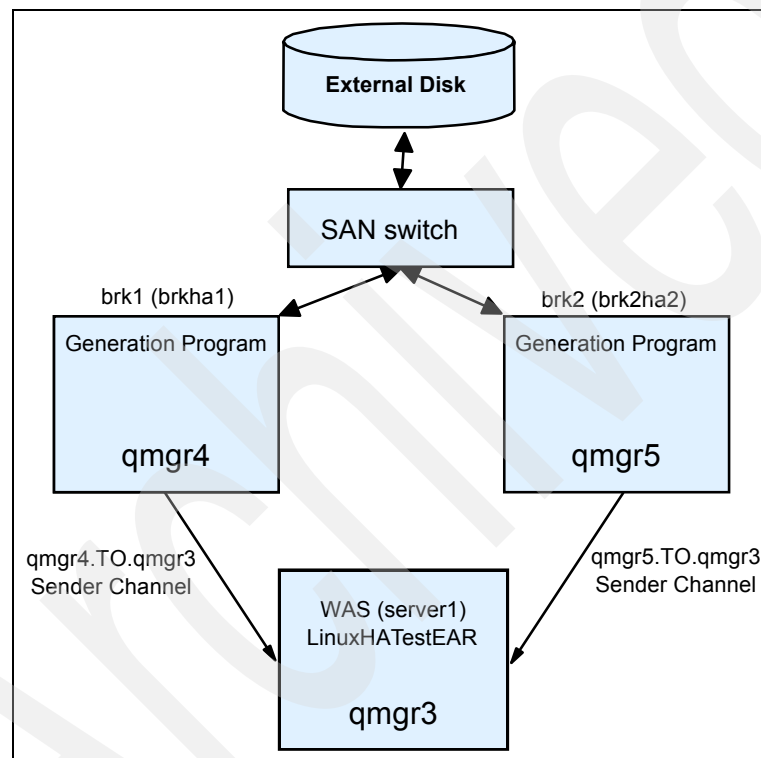 External Disk
SAN switch
brk1 (brkha1)
brk2 (brk2ha2)
Generation Program
qmgr4
Generation Program
qmgr5
qmgr4.TO.qmgr3
Sender Channel
qmgr5.TO.qmgr3
Sender Channel
WAS (server1)
LinuxHATestEAR
qmgr3